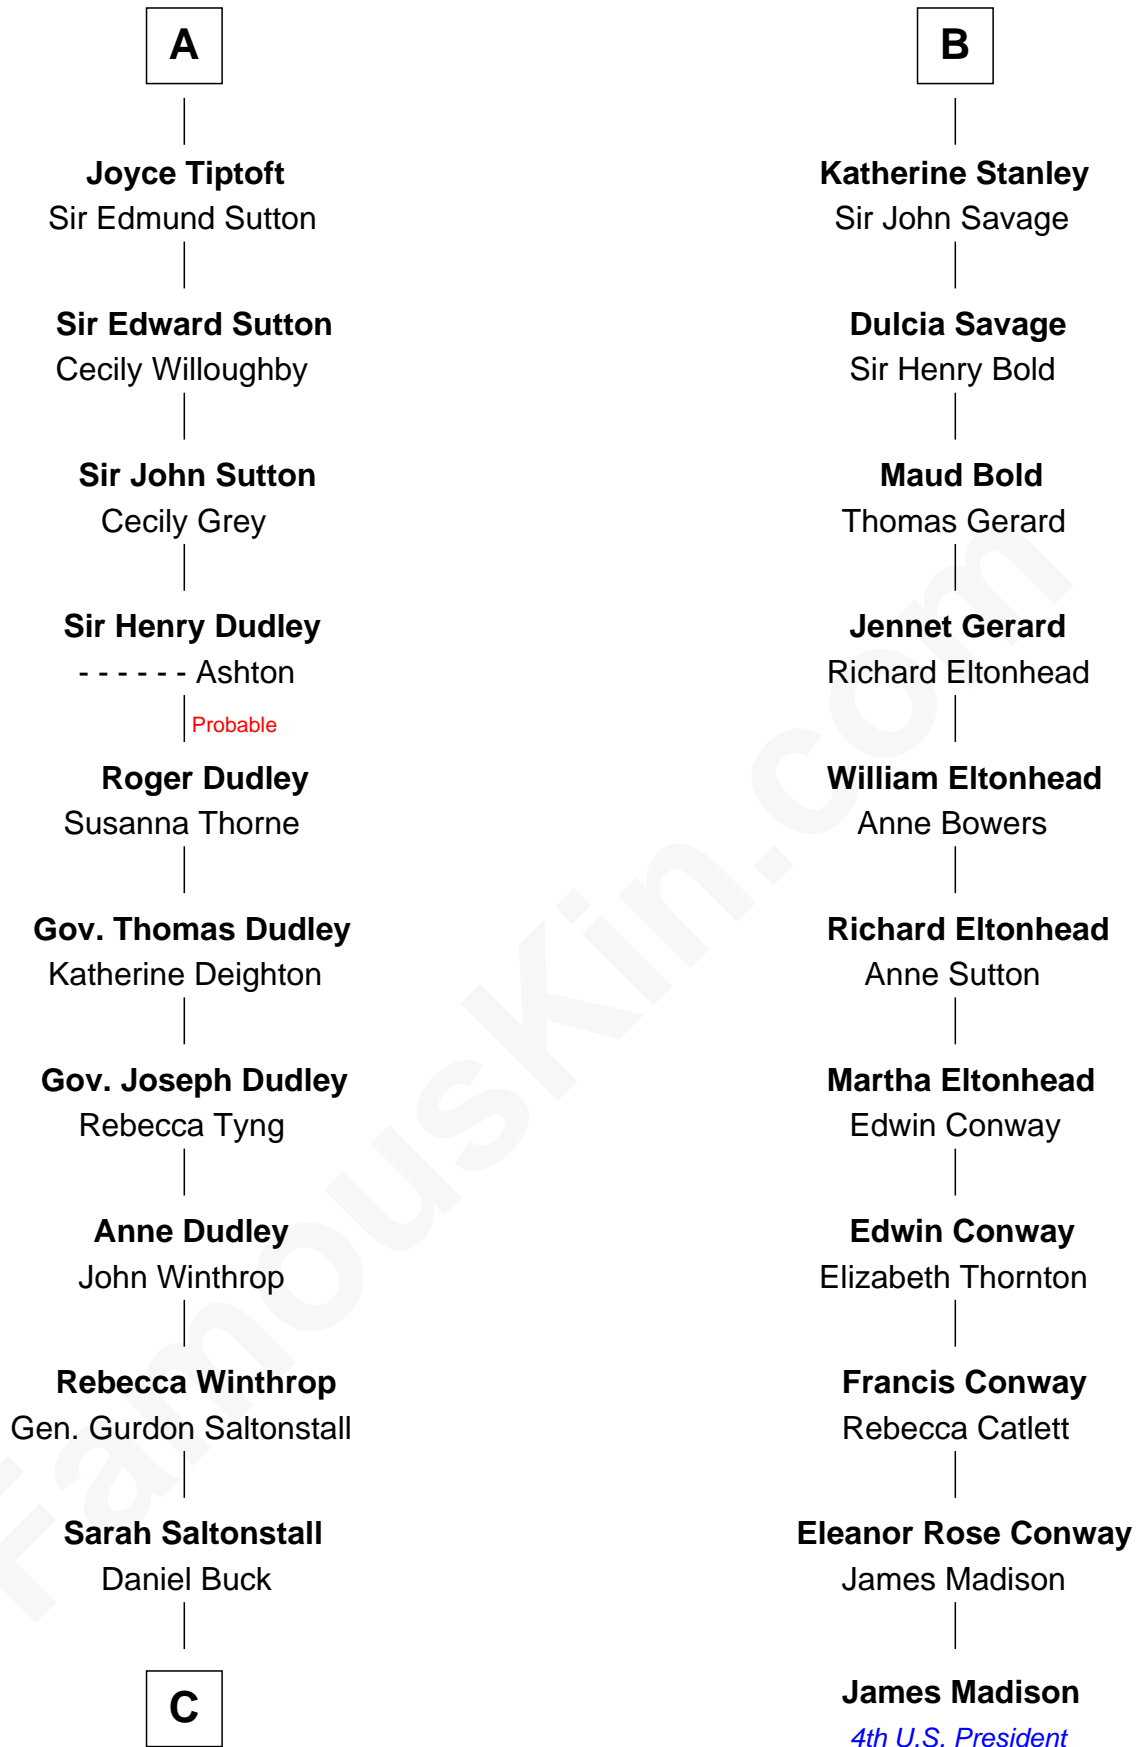 A
Joyce Tiptoft
Sir Edmund Sutton
Sir Edward Sutton
Cecily Willoughby
Sir John Sutton
Cecily Grey
Sir Henry Dudley
- - - - - - Ashton
Probable
Roger Dudley
Susanna Thorne
Gov. Thomas Dudley
Katherine Deighton
Gov. Joseph Dudley
Rebecca Tyng
Anne Dudley
John Winthrop
Rebecca Winthrop
Gen. Gurdon Saltonstall
Sarah Saltonstall
Daniel Buck
C
B
Katherine Stanley
Sir John Savage
Dulcia Savage
Sir Henry Bold
Maud Bold
Thomas Gerard
Jennet Gerard
Richard Eltonhead
William Eltonhead
Anne Bowers
Richard Eltonhead
Anne Sutton
Martha Eltonhead
Edwin Conway
Edwin Conway
Elizabeth Thornton
Francis Conway
Rebecca Catlett
Eleanor Rose Conway
James Madison
James Madison
4th U.S. President
FamousKin.com